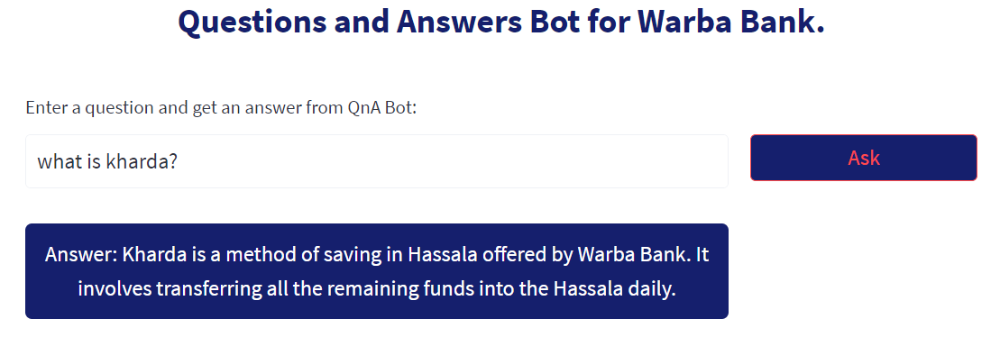 Questions and Answers Bot for Warba Bank.
Enter a question and get an answer from QnA Bot:
what is kharda?
Ask
Answer: Kharda is a method of saving in Hassala offered by Warba Bank. It
involves transferring all the remaining funds into the Hassala daily.